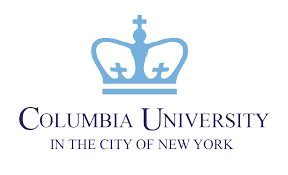 COLUMBIA UNIVERSITY
IN THE CITY OF NEW YORK